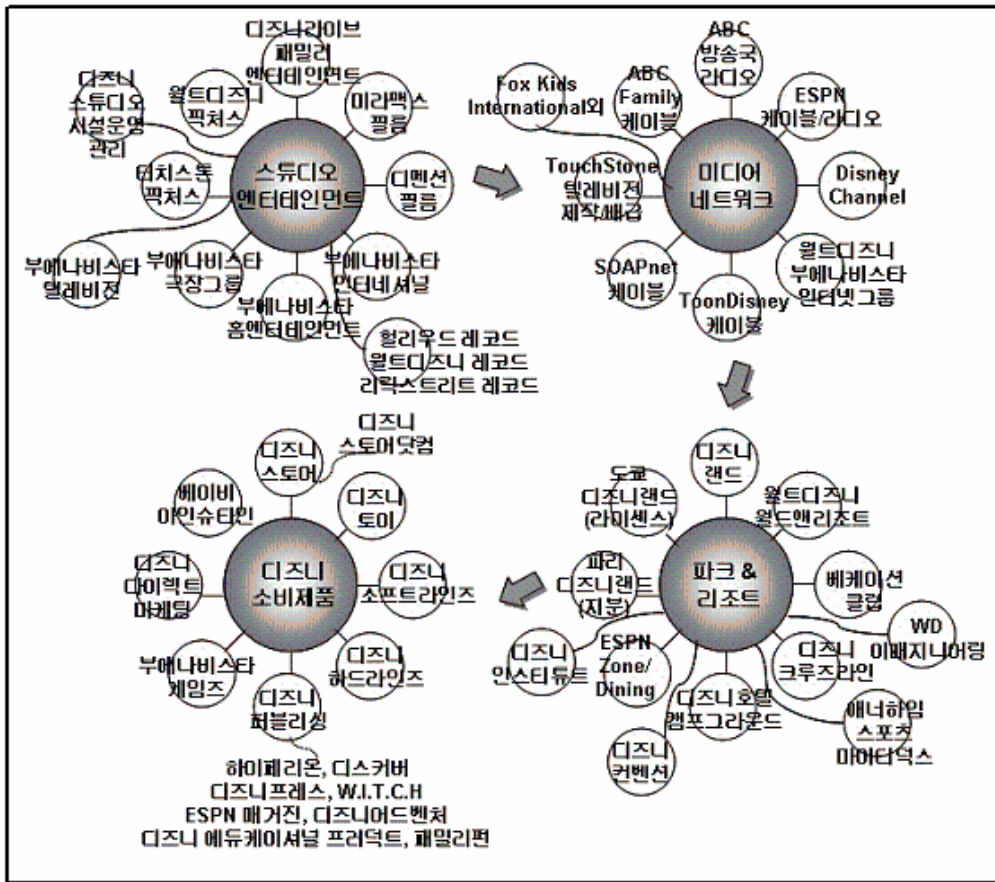 디즈니라이브
패밀리
엔터테인먼트
디즈니
스튜디오
시설운영
관리
월트디즈니
픽처스
미라맥스
필름
터치스톤
픽처스
스튜디오
엔터테인먼트
디멘션
필름
부에나비스타
텔레비전
부에나비스타
극장그룹
부에나비스타
인터네셔널
부에나비스타
홈엔터테인먼트
헐리우드 레코드
월트디즈니 레코드
리릭스트리트 레코드
ABC
방송국
라디오
Fox Kids
International외
ABC
Family
케이블
ESPN
케이블/라디오
TouchStone
텔레비전
제작/배급
미디어
네트워크
Disney
Channel
SOAPnet
케이블
ToonDisney
케이블
월트디즈니
부에나비스타
인터넷그룹
디즈니
스토어
디즈니
스토어닷컴
베이비
아인슈타인
디즈니
토이
디즈니
다이렉트
마케팅
디즈니
소비제품
디즈니
소프트라인즈
부에나비스타
게임즈
디즈니
하드라인즈
디즈니
퍼블리싱
하이페리온, 디스커버
디즈니프레스, W.I.T.C.H
ESPN 매거진, 디즈니어드벤처
디즈니 에듀케이셔널 프러덕트, 패밀리펀
디즈니
랜드
도쿄
디즈니랜드
(라이센스)
월트디즈니
월드앤리조트
파리
디즈니랜드
(지분)
파크 &
리조트
베케이션
클럽
WD
이매지니어링
디즈니
인스티튜트
ESPN
Zone/
Dining
디즈니
크루즈라인
디즈니호텔
캠프그라운드
애너하임
스포츠
마이티덕스
디즈니
컨벤션